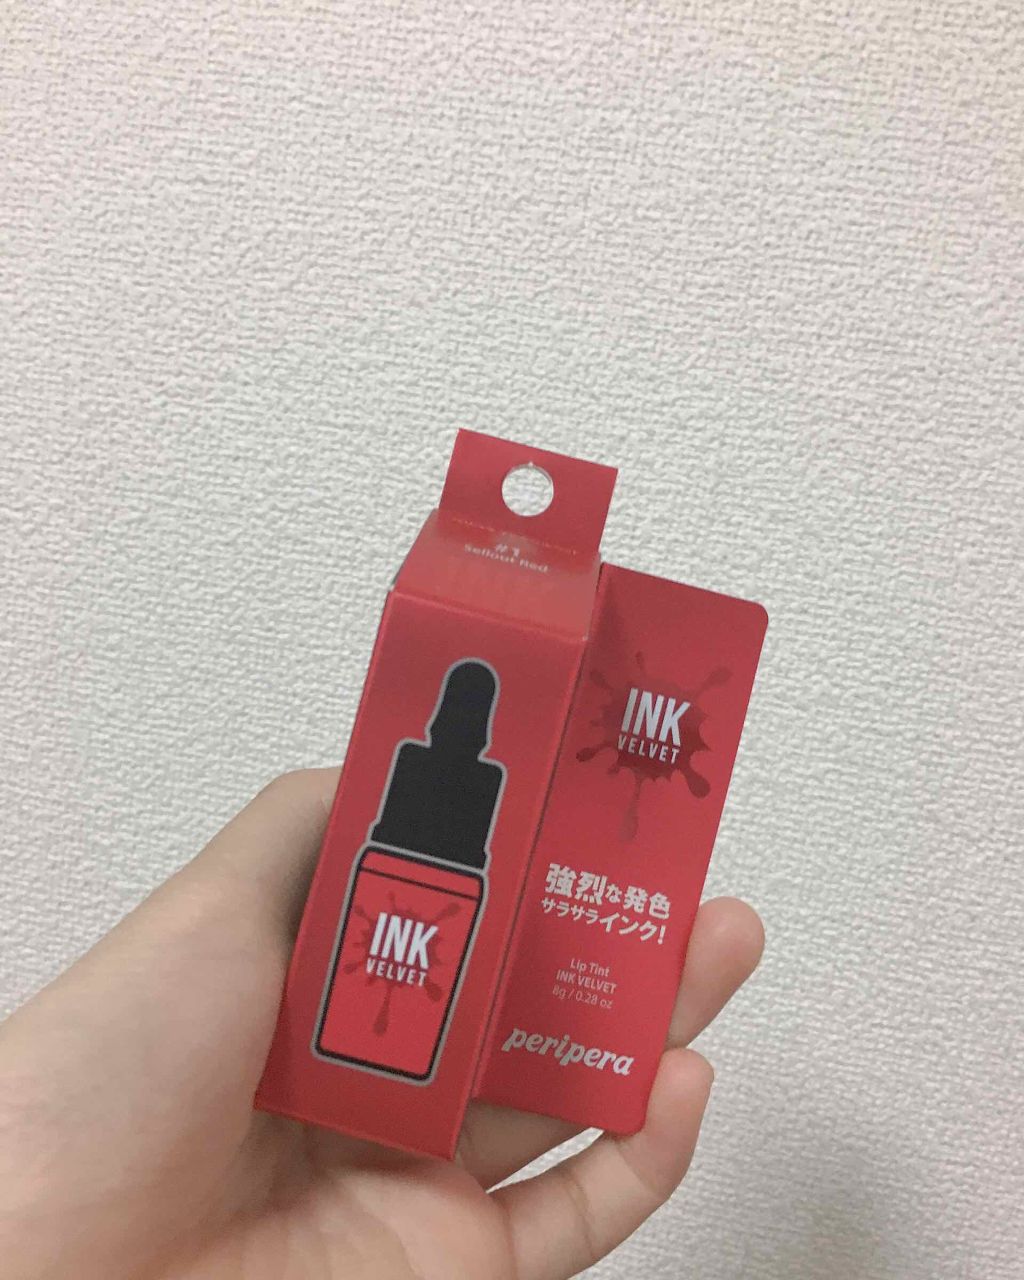 #1
Sellout Red
INK
VELVET
INK
VELVET
強烈な発色
サラサラインク!
Lip Tint
INK VELVET
8g / 0.28 oz
peripera